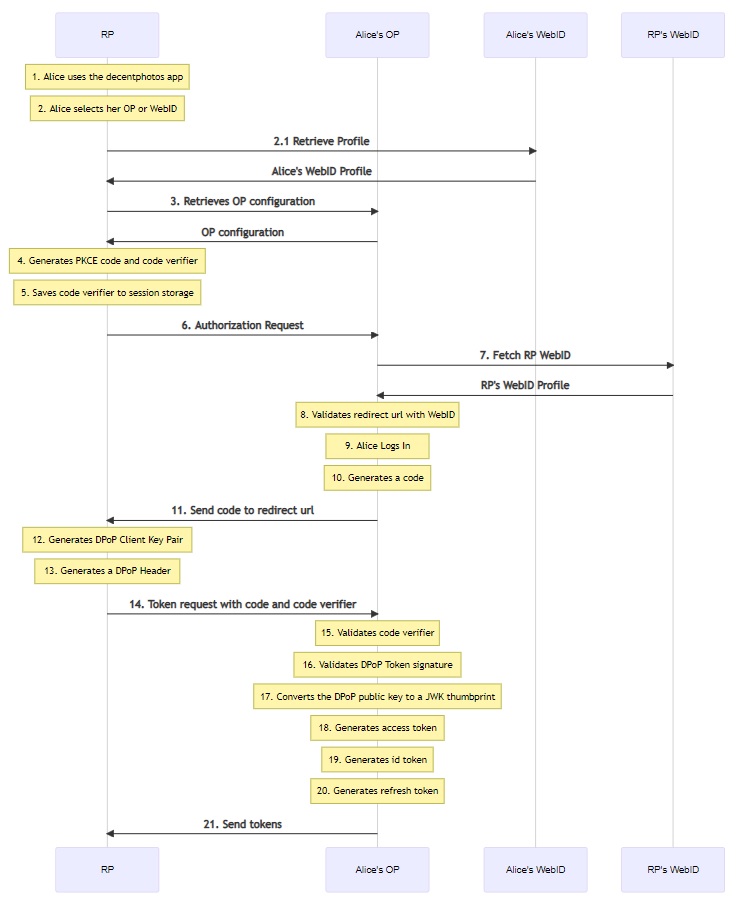 RP
Alice's OP
Alice's WebID
RP's WebID
1. Alice uses the decentphotos app
2. Alice selects her OP or WebID
2.1 Retrieve Profile
Alice's WebID Profile
3. Retrieves OP configuration
OP configuration
4. Generates PKCE code and code verifier
5. Saves code verifier to session storage
6. Authorization Request
7. Fetch RP WebID
RP's WebID Profile
8. Validates redirect url with WebID
9. Alice Logs In
10. Generates a code
11. Send code to redirect url
12. Generates DPoP Client Key Pair
13. Generates a DPoP Header
14. Token request with code and code verifier
15. Validates code verifier
16. Validates DPoP Token signature
17. Converts the DPoP public key to a JWK thumbprint
18. Generates access token
19. Generates id token
20. Generates refresh token
21. Send tokens
RP
Alice's OP
Alice's WebID
RP's WebID